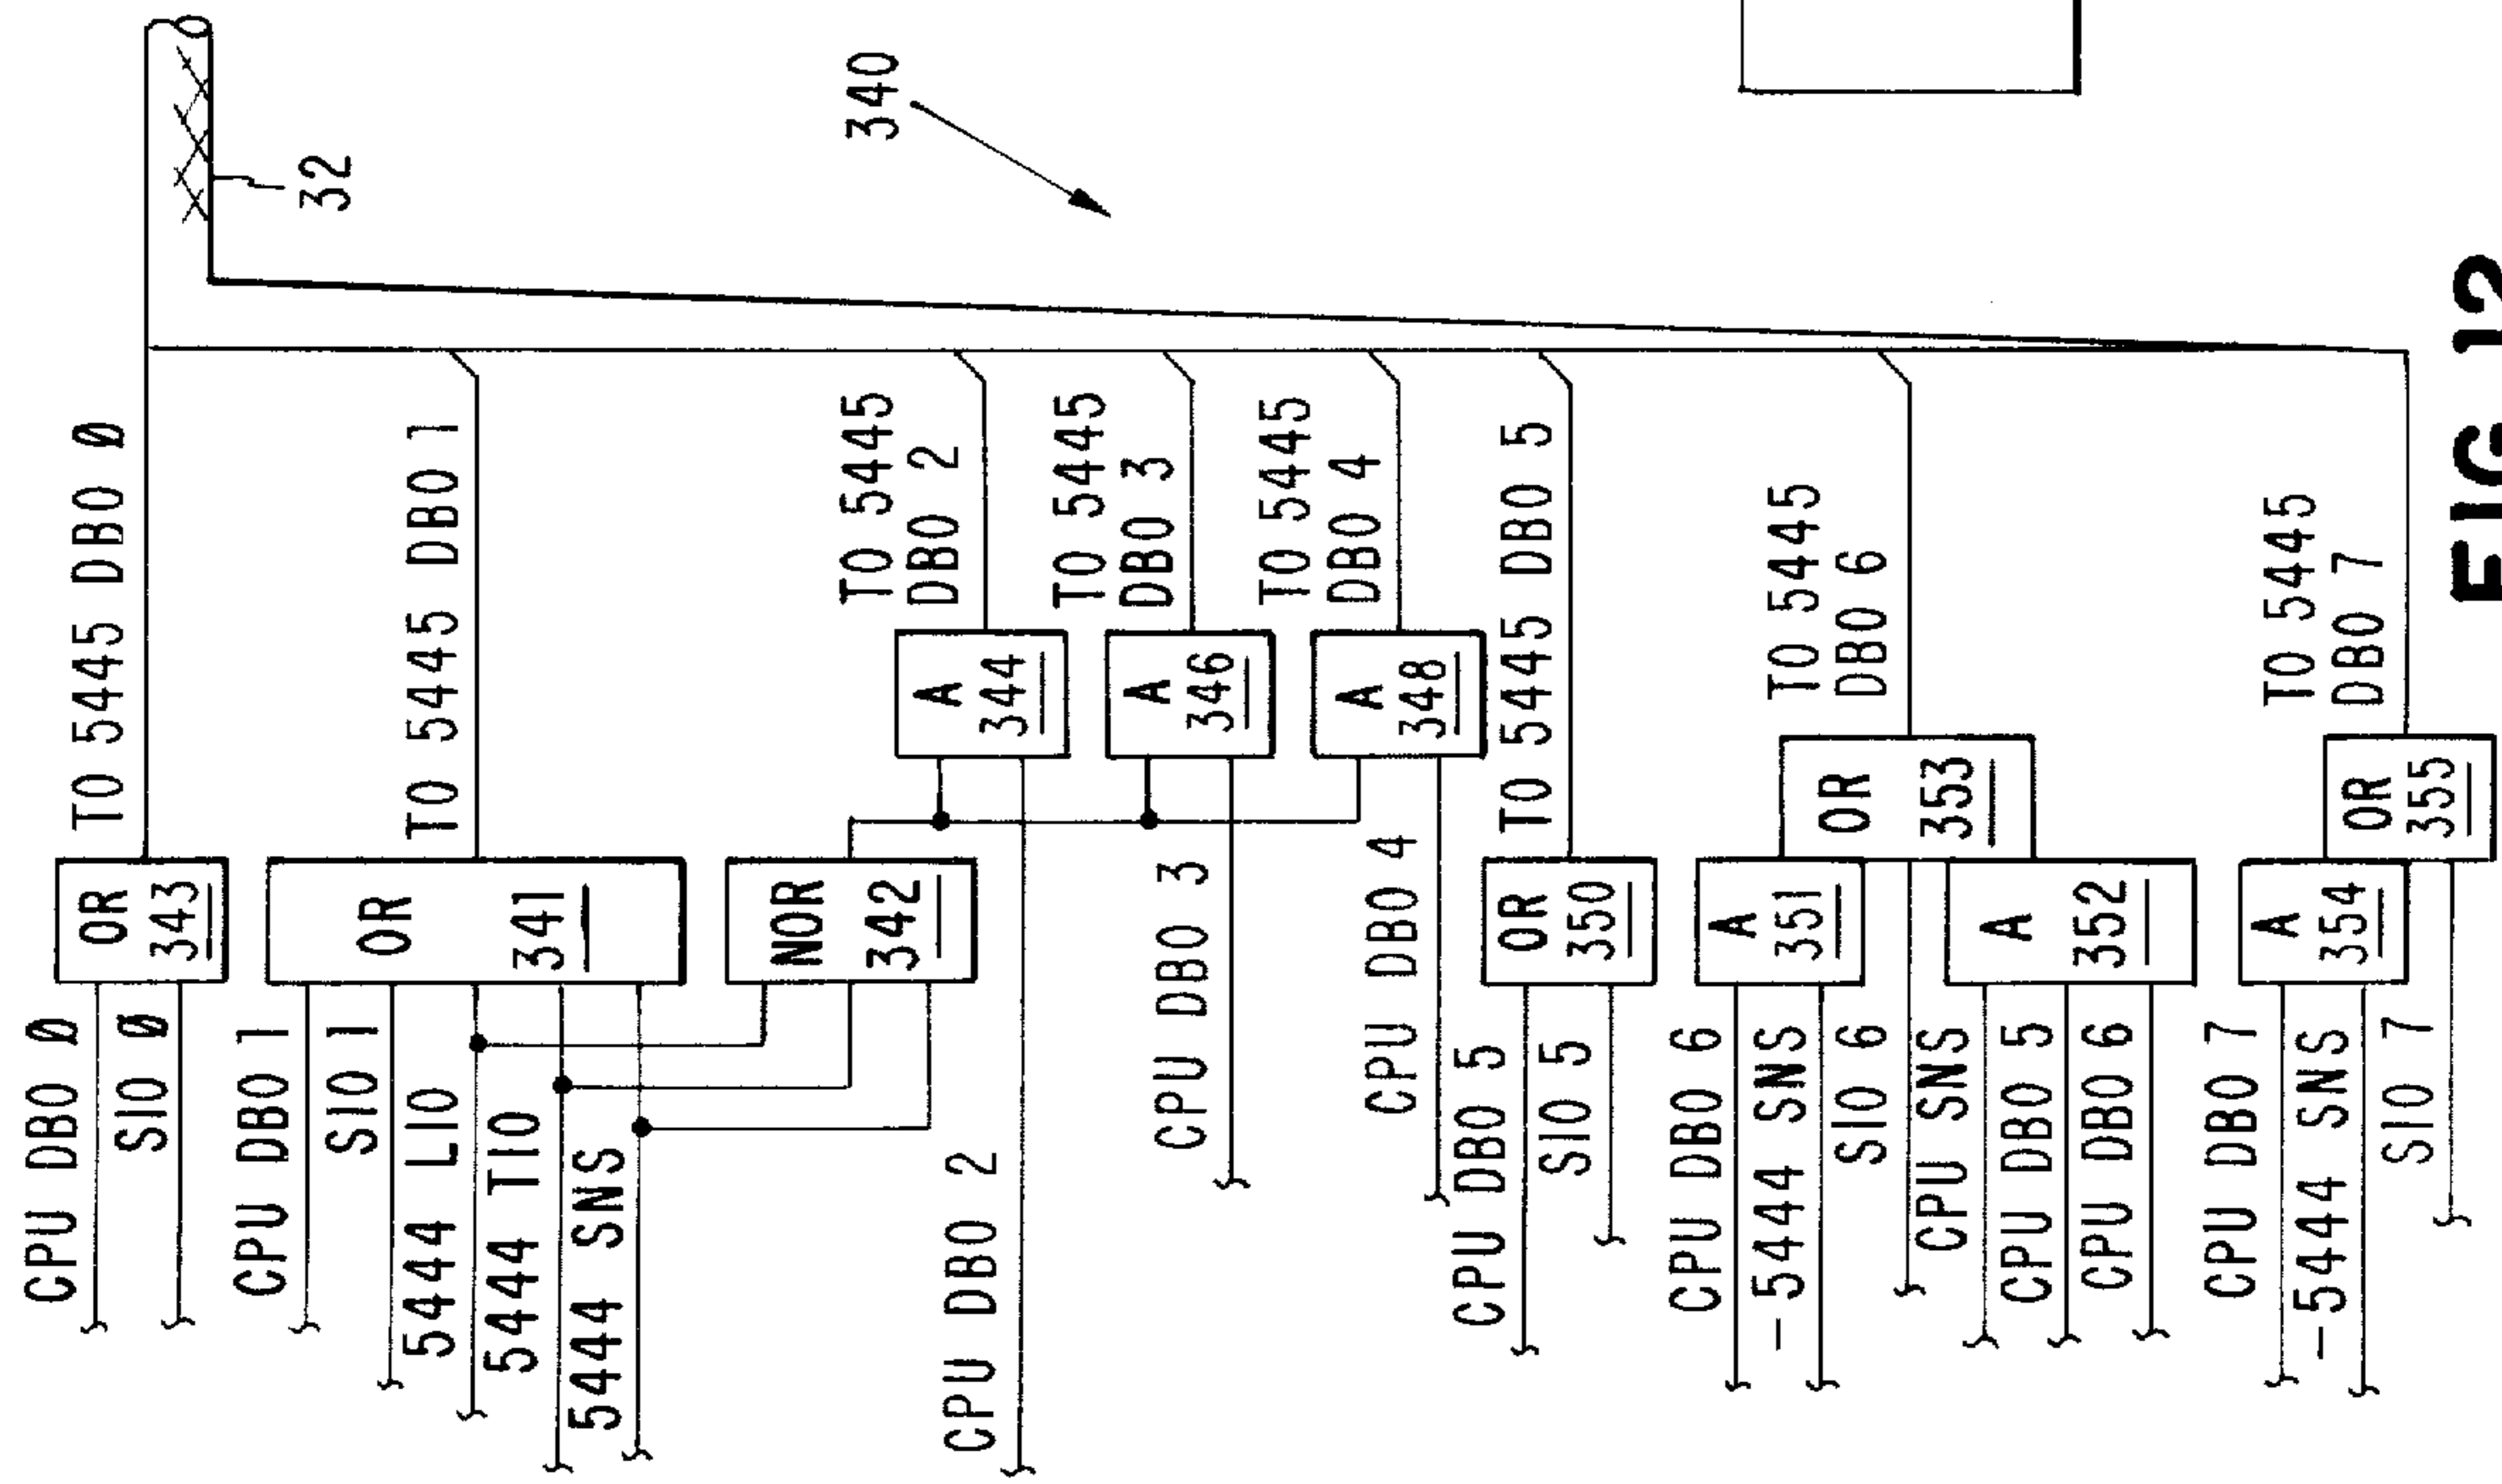 CPU DBO Ø
SIO Ø
OR
343
TO 5445 DBO Ø
32
CPU DBO 1
SIO 1
5444 LIO
5444 TIO
5444 SNS
OR
341
TO 5445 DBO 1
NOR
342
CPU DBO 2
A
344
TO 5445
DBO 2
340
CPU DBO 3
A
346
TO 5445
DBO 3
CPU DBO 4
A
348
TO 5445
DBO 4
CPU DBO 5
SIO 5
OR
350
TO 5445 DBO 5
CPU DBO 6
-5444 SNS
A
351
SIO 6
CPU SNS
CPU DBO 5
CPU DBO 6
A
352
OR
353
TO 5445
DBO 6
CPU DBO 7
-5444 SNS
A
354
SIO 7
OR
355
TO 5445
DBO 7
FIG 12